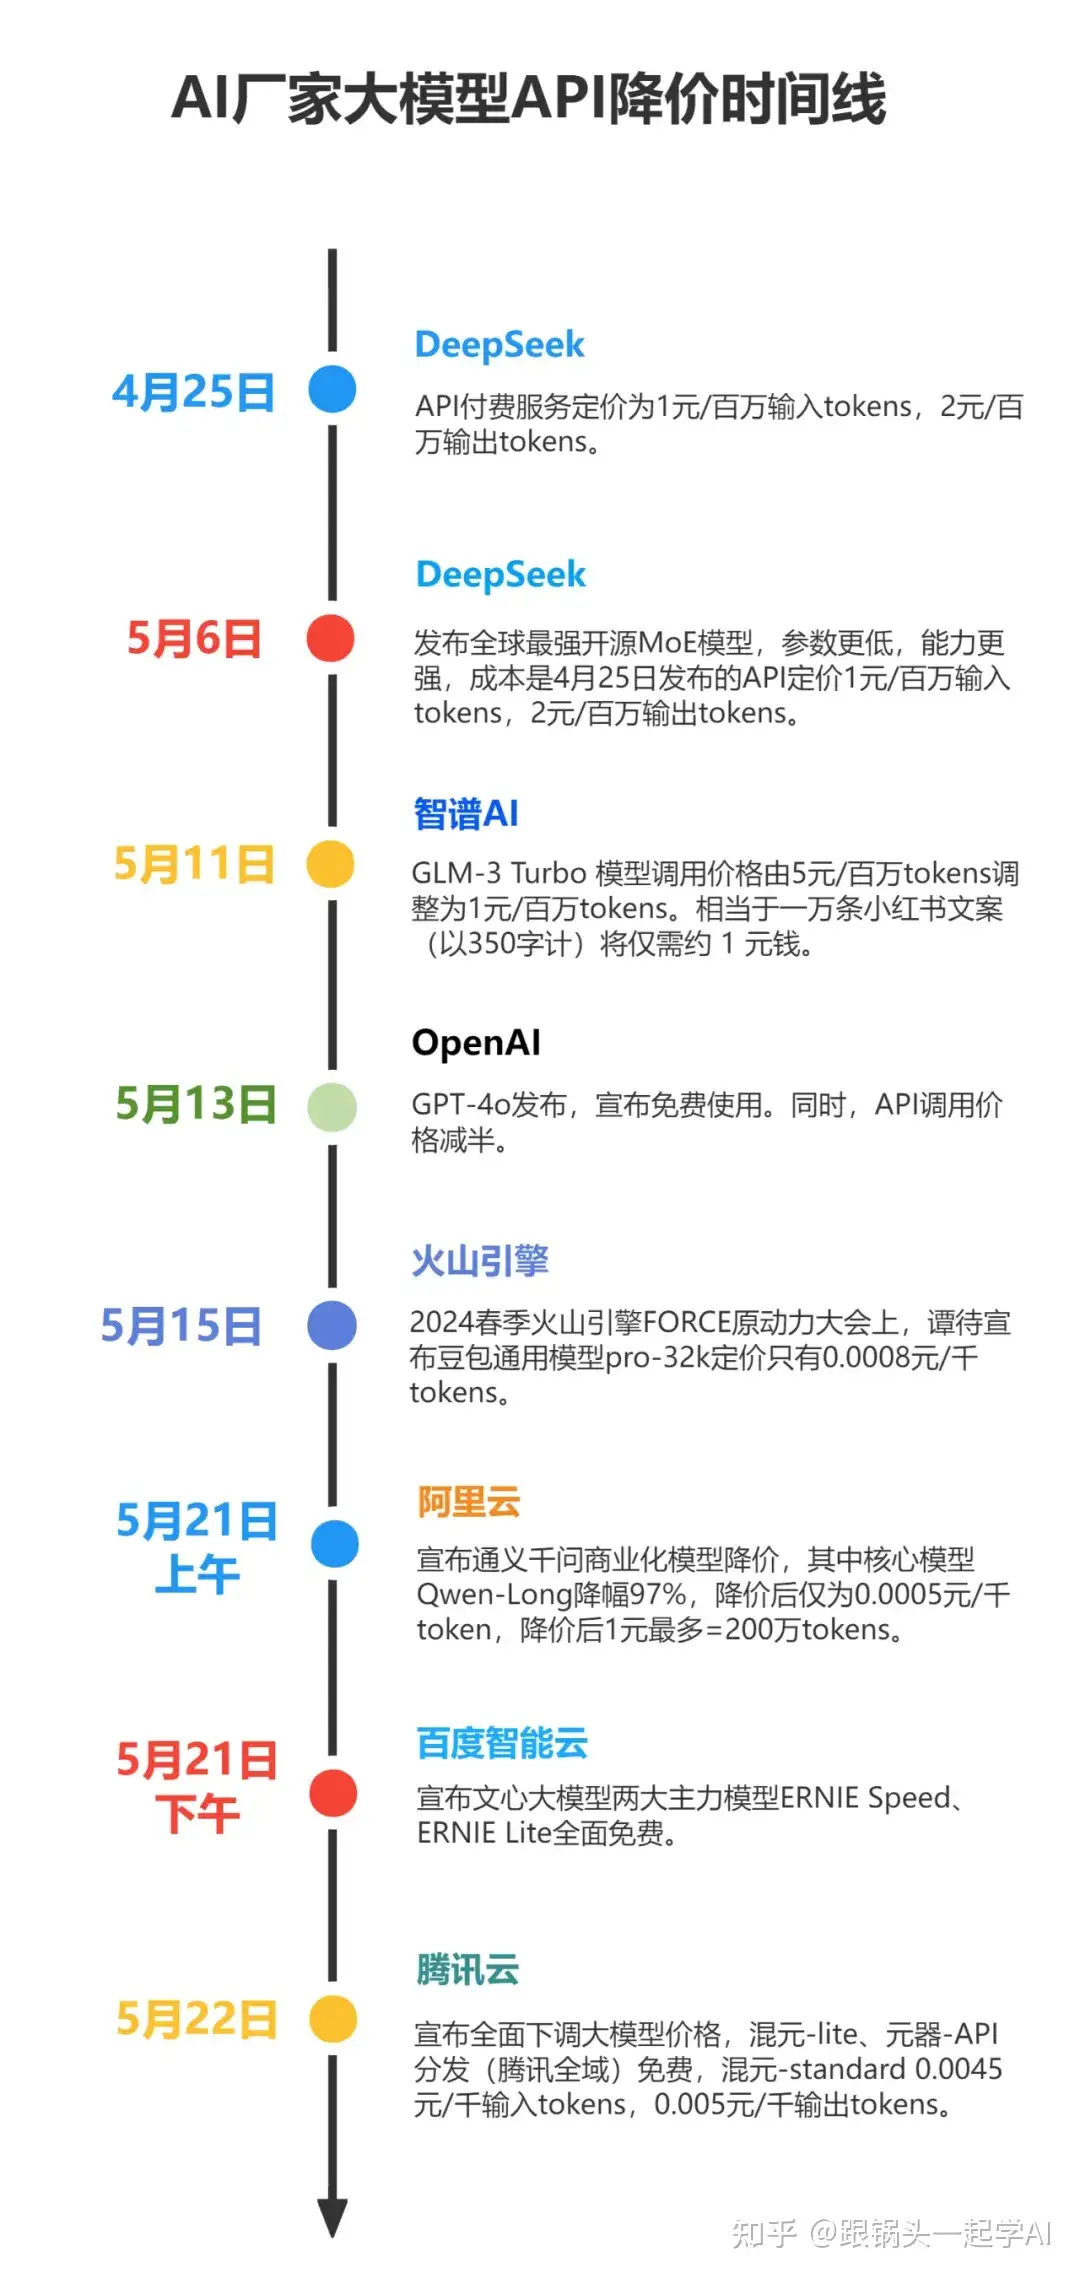 AI厂家大模型API降价时间线
DeepSeek
4月25日
API付费服务定价为1元/百万输入tokens，2元/百
万输出tokens。
DeepSeek
5月6日
发布全球最强开源MoE模型，参数更低，能力更
强，成本是4月25日发布的API定价1元/百万输入
tokens，2元/百万输出tokens。
智谱AI
5月11日
GLM-3 Turbo 模型调用价格由5元/百万tokens调
整为1元/百万tokens。相当于一万条小红书文案
（以350字计）将仅需约 1 元钱。
OpenAI
5月13日
GPT-4o发布，宣布免费使用。同时，API调用价
格减半。
火山引擎
5月15日
2024春季火山引擎FORCE原动力大会上，谭待宣
布豆包通用模型pro-32k定价只有0.0008元/千
tokens。
阿里云
5月21日
上午
宣布通义千问商业化模型降价，其中核心模型
Qwen-Long降幅97%，降价后仅为0.0005元/千
token，降价后1元最多=200万tokens。
百度智能云
5月21日
下午
宣布文心大模型两大主力模型ERNIE Speed、
ERNIE Lite全面免费。
腾讯云
5月22日
宣布全面下调大模型价格，混元-lite、元器-API
分发（腾讯全域）免费，混元-standard 0.0045
元/千输入tokens，0.005元/千输出tokens。
知乎 @跟锅头一起学AI